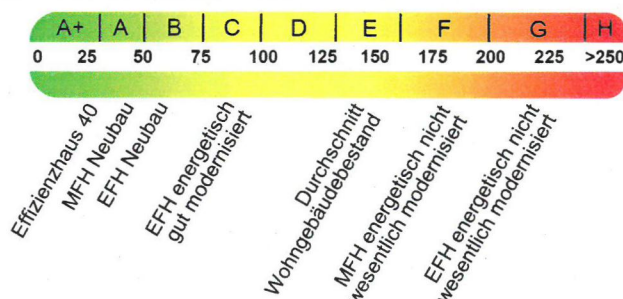 A+ A B C D E F G H
0 25 50 75 100 125 150 175 200 225 >250
Effizienzhaus 40
MFH Neubau
EFH Neubau
EFH energetisch
gut modernisiert
Durchschnitt
Wohngebäudebestand
MFH energetisch nicht
wesentlich modernisiert
EFH energetisch nicht
wesentlich modernisiert